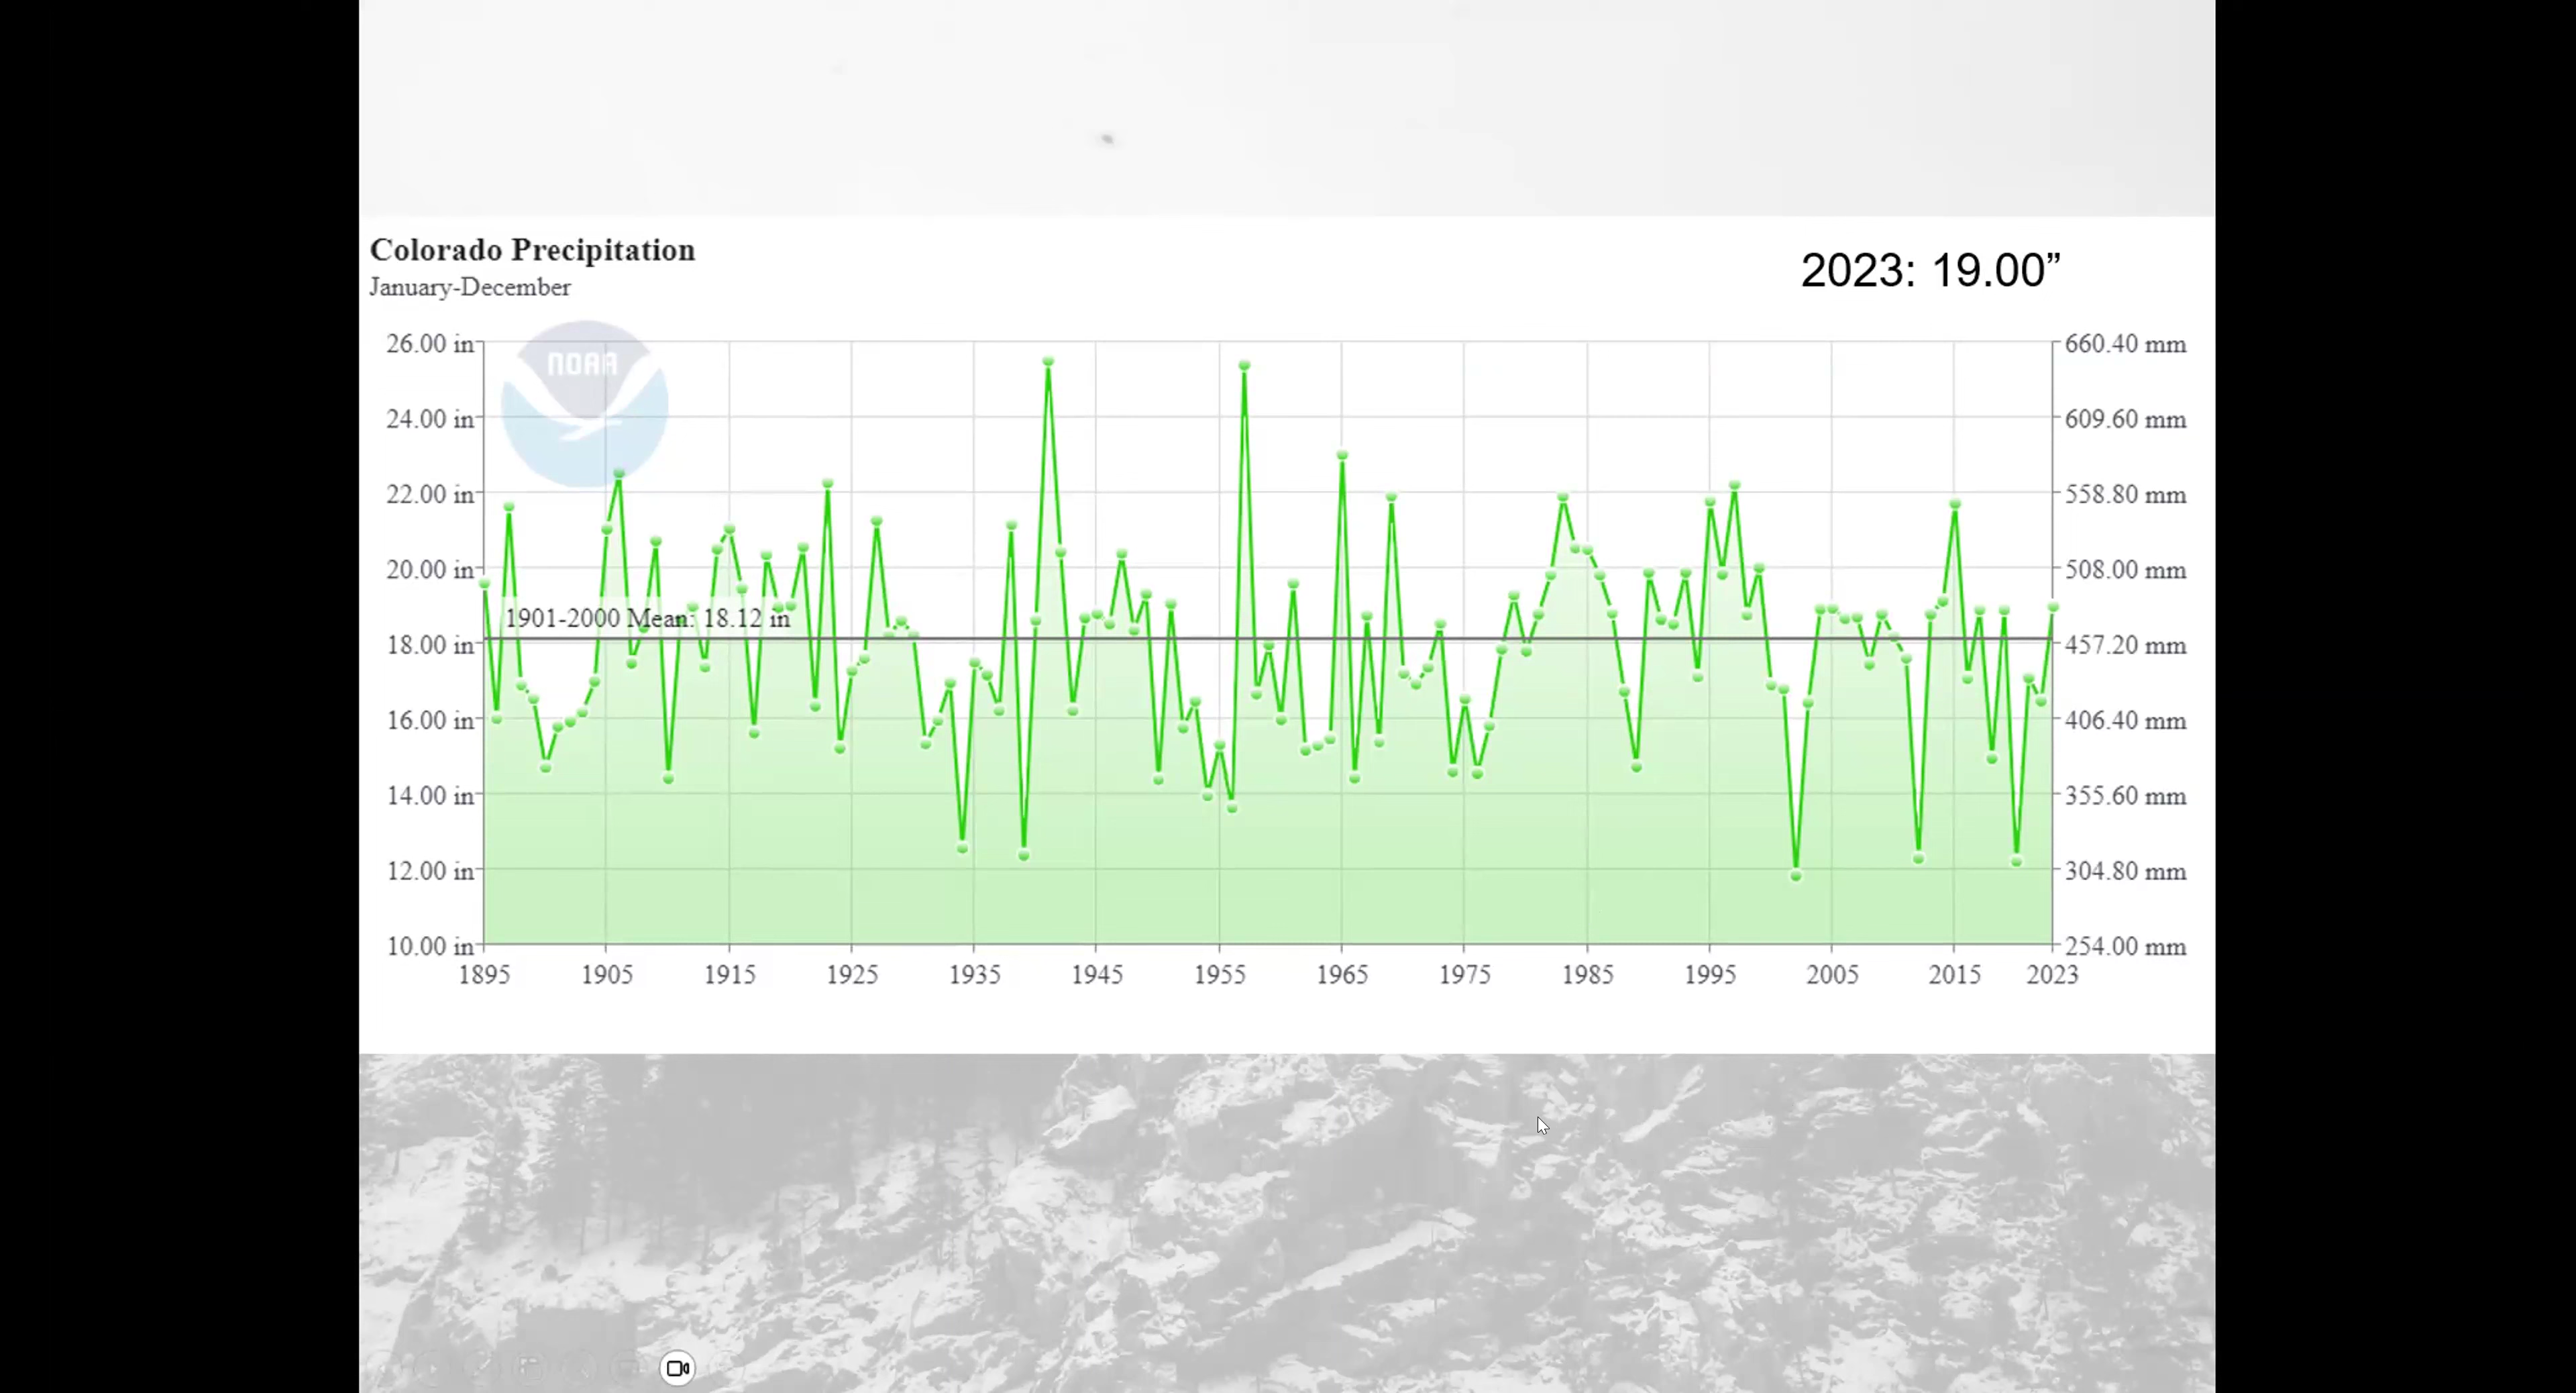 Colorado Precipitation
January-December
2023: 19.00”
NOAA
26.00 in
24.00 in
22.00 in
20.00 in
18.00 in
16.00 in
14.00 in
12.00 in
10.00 in
1901-2000 Mean: 18.12 in
660.40 mm
609.60 mm
558.80 mm
508.00 mm
457.20 mm
406.40 mm
355.60 mm
304.80 mm
254.00 mm
1895 1905 1915 1925 1935 1945 1955 1965 1975 1985 1995 2005 2015 2023